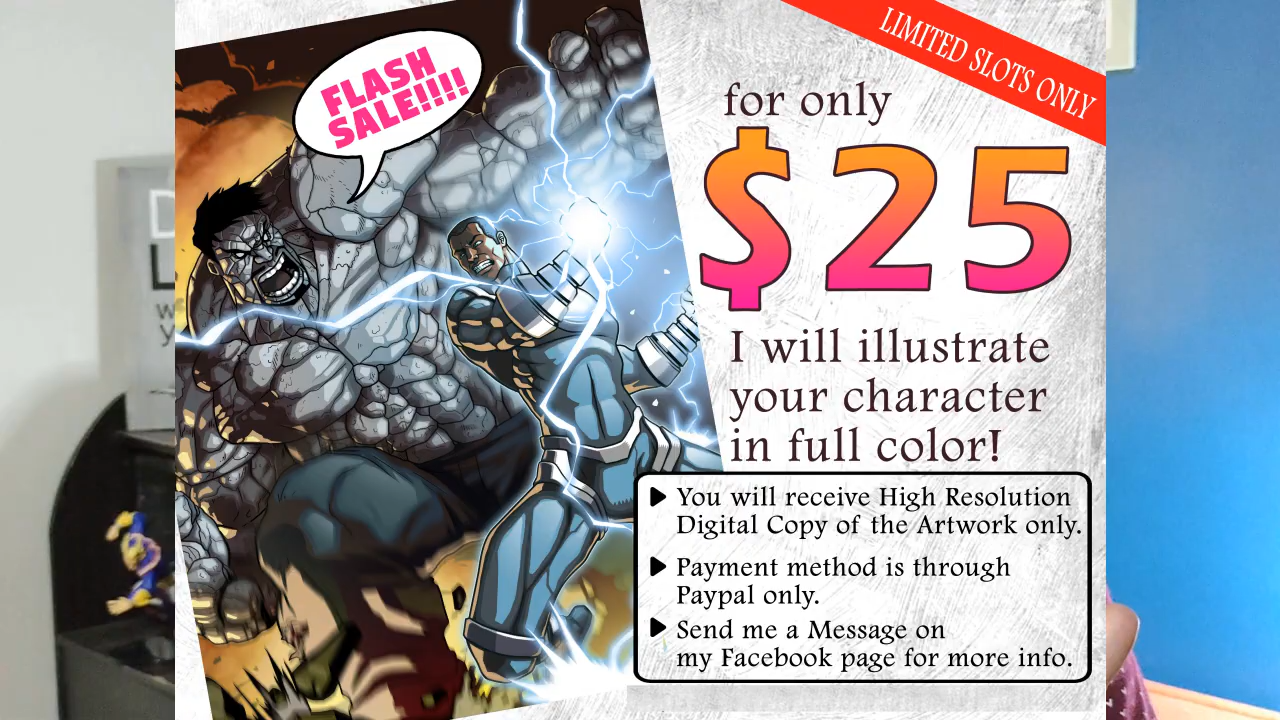 FLASH
SALE!!!!
LIMITED SLOTS ONLY
for only
$25
I will illustrate
your character
in full color!
You will receive High Resolution
Digital Copy of the Artwork only.
Payment method is through
Paypal only.
Send me a Message on
my Facebook page for more info.